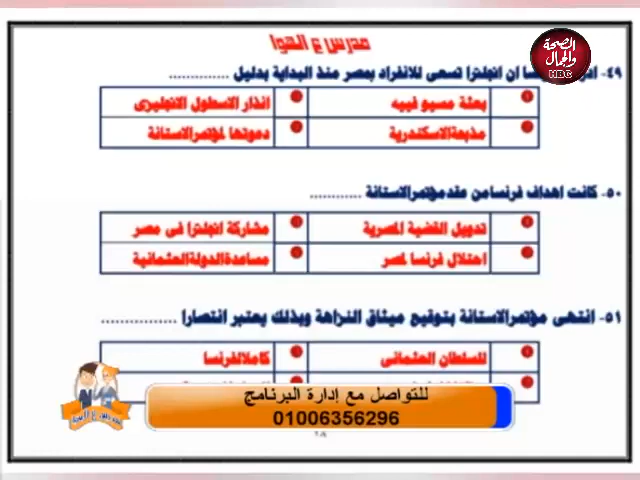 مدرس ع الهوا
الصحة
والجمال
HBC
٤٩- ان انجلترا تسعى للانفراد بمصر منذ البداية بدليل ..............
بعثة مسيو فييه
انذار الاسطول الانجليزى
مذبحة الاسكندرية
دعوتها لمؤتمر الاستانة
٥٠- كانت اهداف فرنسا من عقد مؤتمر الاستانة ............
تدويل القضية المصرية
مشاركة انجلترا فى مصر
احتلال فرنسا لمصر
مساعدة الدولة العثمانية
٥١- انتهى مؤتمر الاستانة بتوقيع ميثاق النزاهة وبذلك يعتبر انتصارا ................
للسلطان العثمانى
كاملا لفرنسا
للتواصل مع إدارة البرنامج
01006356296